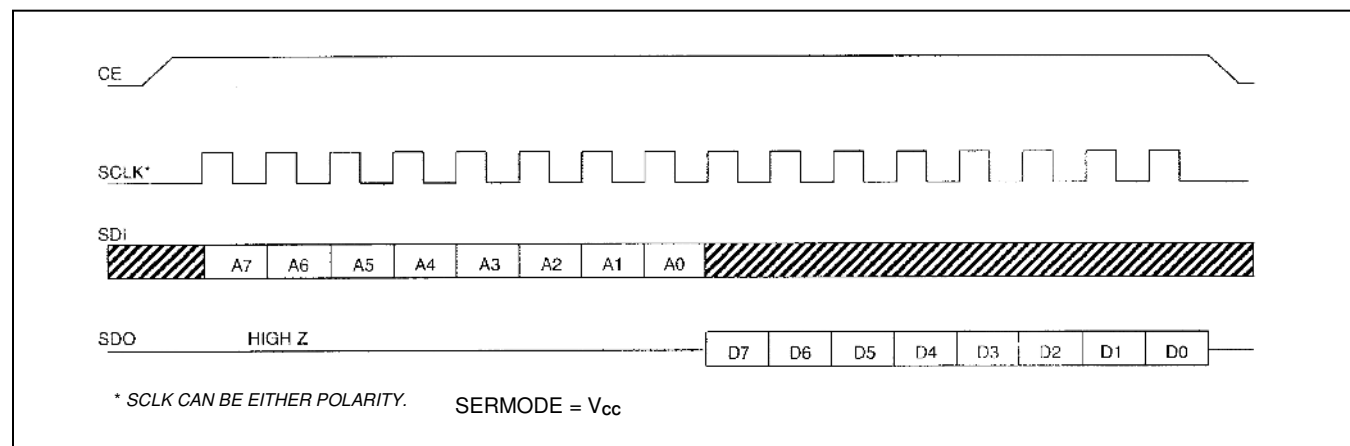 CE
SCLK*
SDI
A7 A6 A5 A4 A3 A2 A1 A0
SDO HIGH Z D7 D6 D5 D4 D3 D2 D1 D0
* SCLK CAN BE EITHER POLARITY. SERMODE = Vcc